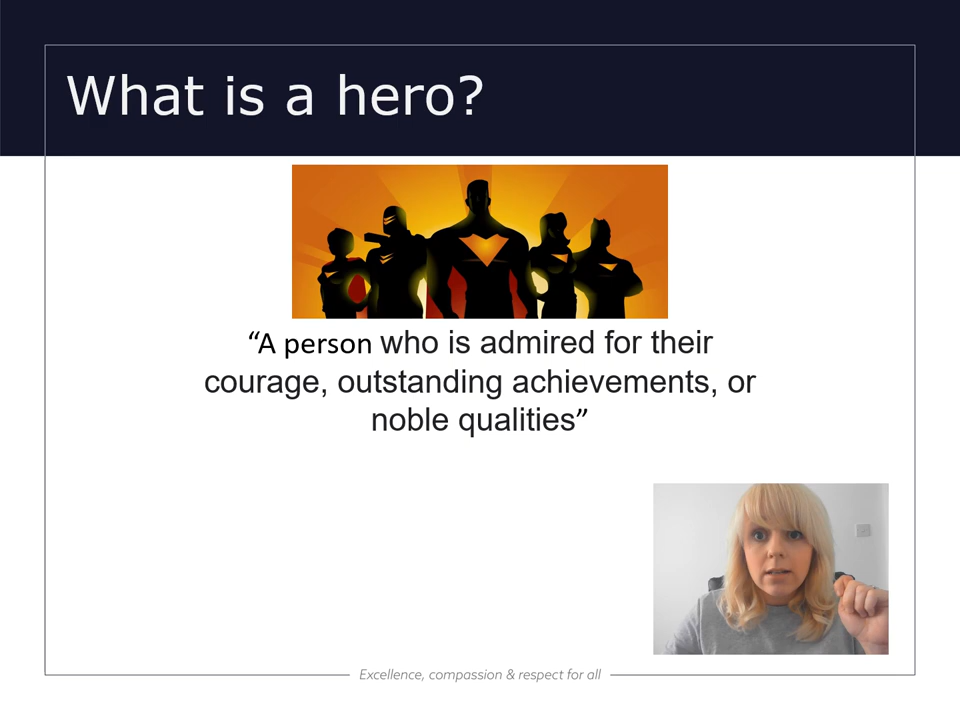 What is a hero?
“A person who is admired for their
courage, outstanding achievements, or
noble qualities”
Excellence, compassion & respect for all